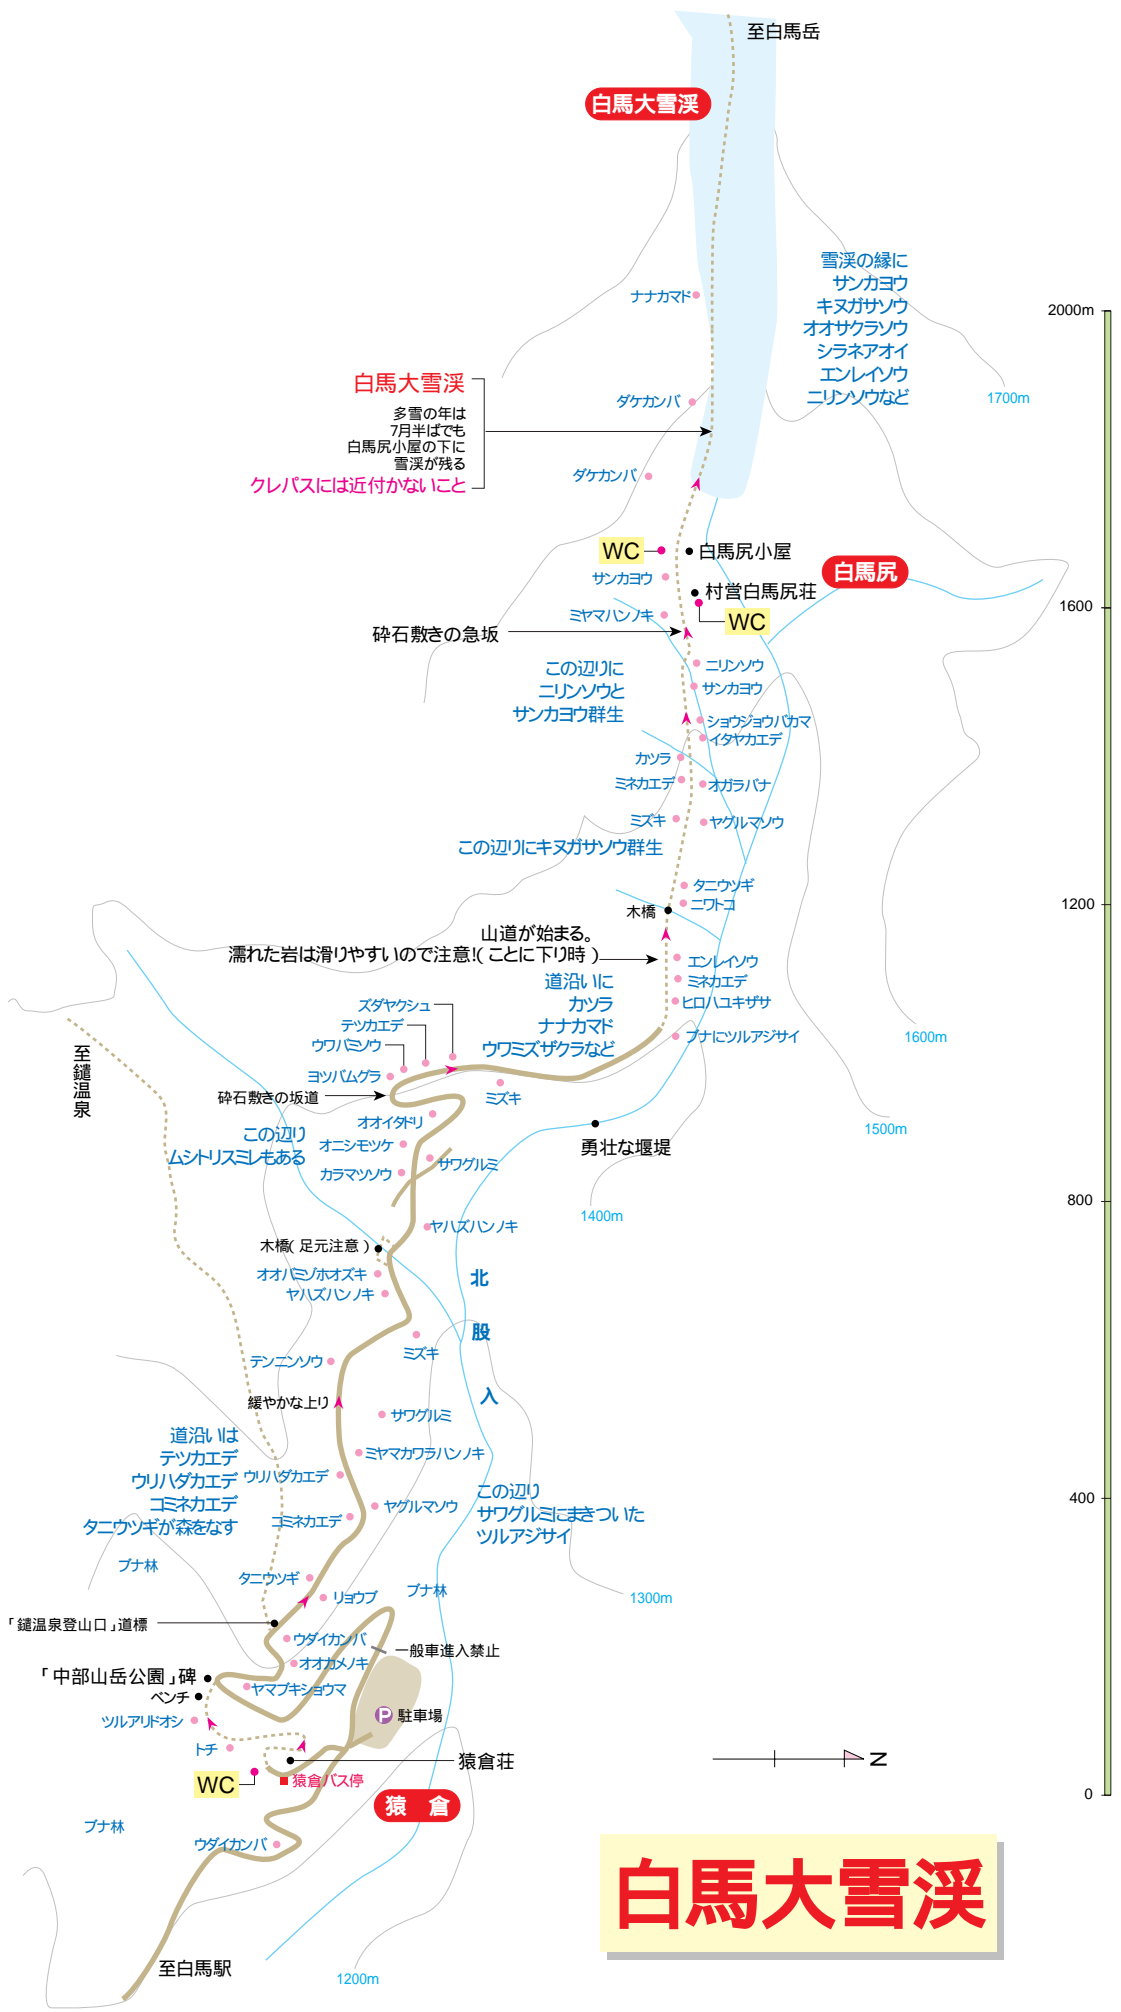 至白馬岳
白馬大雪渓
雪渓の縁に
サンカヨウ
キヌガサソウ
オオサクラソウ
シラネアオイ
エンレイソウ
ニリンソウなど
ナナカマド
2000m
1700m
白馬大雪渓
多雪の年は
7月半ばでも
白馬尻小屋の下に
雪渓が残る
クレパスには近付かないこと
ダケカンバ
ダケカンバ
WC
白馬尻小屋
白馬尻
サンカヨウ
村営白馬尻荘
WC
1600
ミヤマハンノキ
砕石敷きの急坂
この辺りに
ニリンソウと
サンカヨウ群生
ニリンソウ
サンカヨウ
ショウジョウバカマ
イタヤカエデ
カツラ
ミネカエデ
オガラバナ
ミズキ
ヤグルマソウ
この辺りにキヌガサソウ群生
タニウツギ
ニワトコ
木橋
1200
山道が始まる。
濡れた岩は滑りやすいので注意!(ことに下り時)
エンレイソウ
ミネカエデ
ヒロハユキザサ
道沿いに
カツラ
ナナカマド
ウワミズザクラなど
ブナにツルアジサイ
1600m
ズダヤクシュ
テツカエデ
ウワバミソウ
ヨツバムグラ
至鑓温泉
砕石敷きの坂道
ミズキ
オオイタドリ
1500m
この辺り
ムシトリスミレもある
オニシモツケ
カラマツソウ
サワグルミ
勇壮な堰堤
800
1400m
ヤハズハンノキ
木橋(足元注意)
オオバミゾホオズキ
ヤハズハンノキ
北股入
ミズキ
テンニンソウ
緩やかな上り
サワグルミ
道沿いは
テツカエデ
ウリハダカエデ
コミネカエデ
タニウツギが森をなす
ミヤマカワラハンノキ
ウリハダカエデ
ヤグルマソウ
コミネカエデ
この辺り
サワグルミにまきついた
ツルアジサイ
400
ブナ林
タニウツギ
リョウブ
ブナ林
1300m
「鑓温泉登山口」道標
ウダイカンバ
一般車進入禁止
オオカメノキ
「中部山岳公園」碑
ベンチ
ヤマブキショウマ
ツルアリドオシ
P
駐車場
トチ
猿倉荘
WC
猿倉バス停
N
猿 倉
0
ブナ林
ウダイカンバ
白馬大雪渓
至白馬駅
1200m